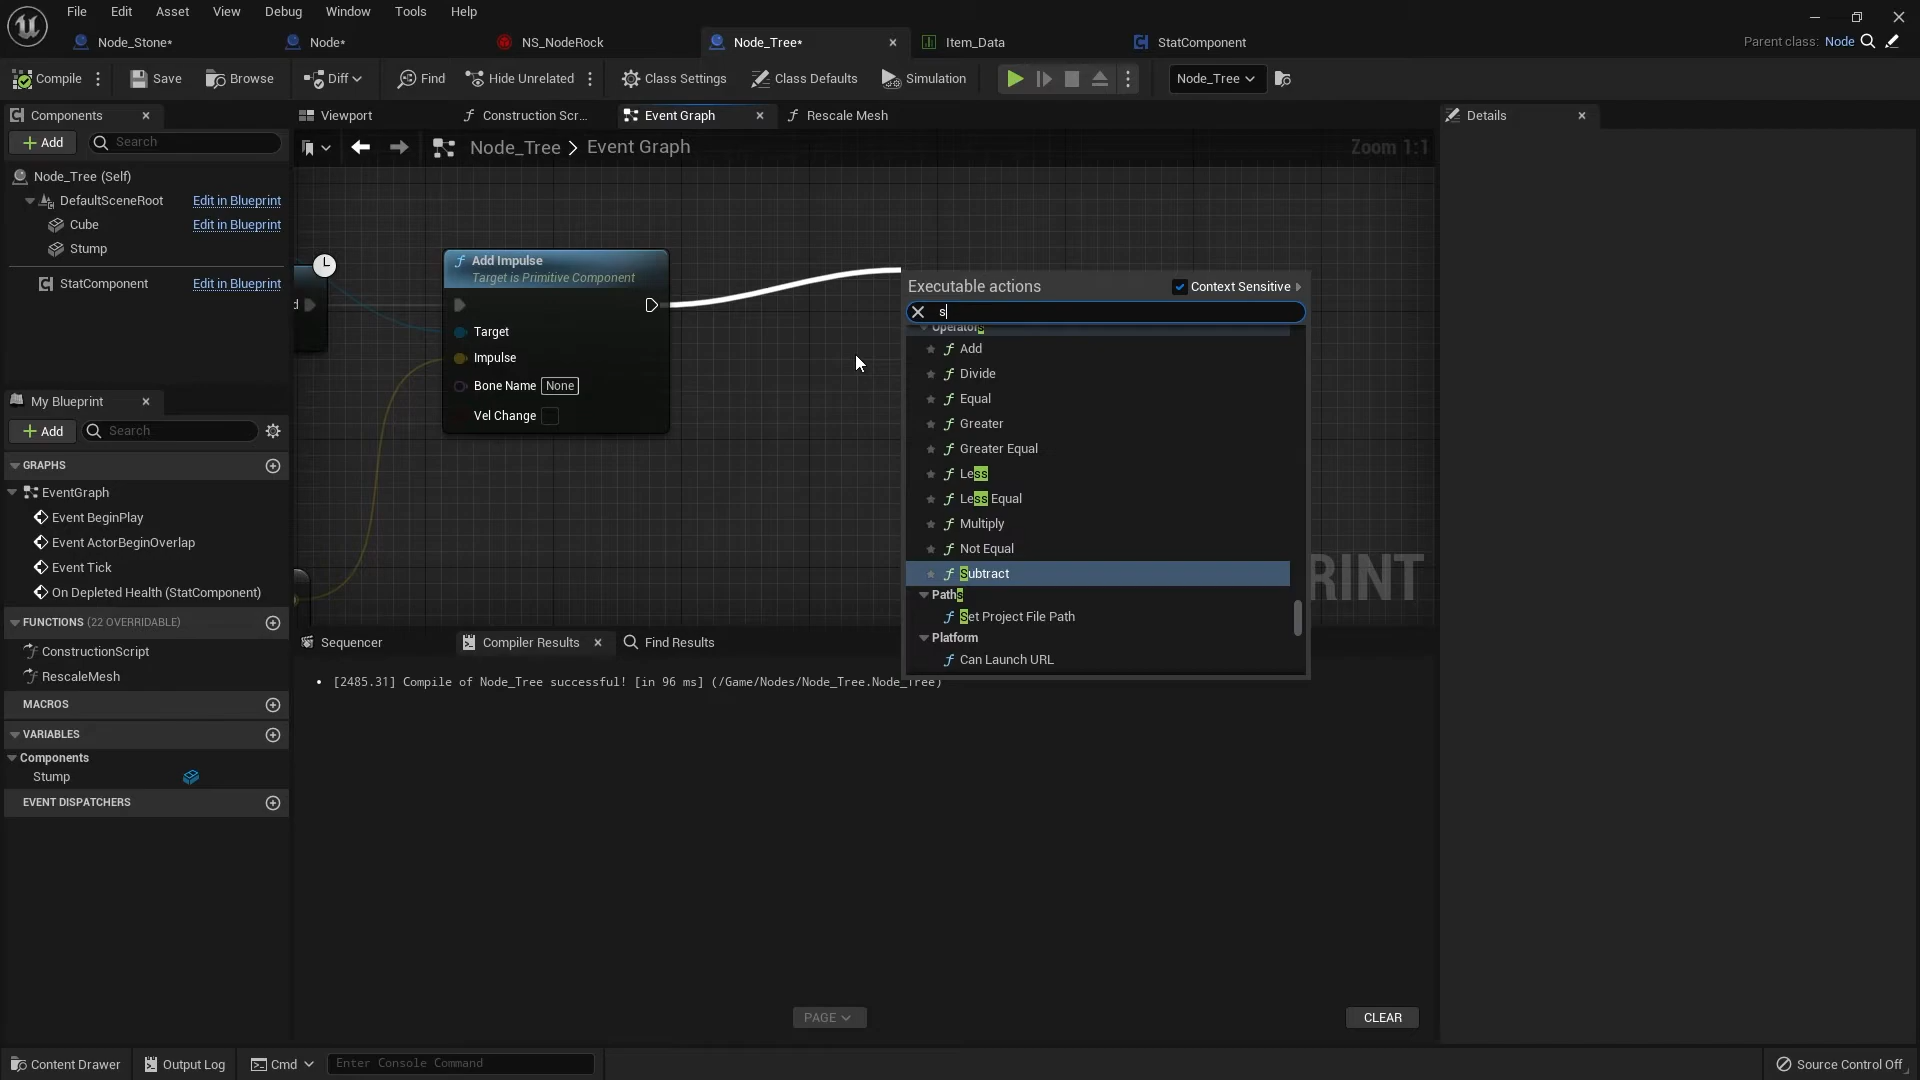 File Edit Asset View Debug Window Tools Help
Node_Stone* Node* NS_NodeRock Node_Tree* Item_Data StatComponent Parent class: Node
Compile Save Browse Diff Find Hide Unrelated Class Settings Class Defaults Simulation Node_Tree
Components
Add Search
Node_Tree (Self)
DefaultSceneRoot Edit in Blueprint
Cube Edit in Blueprint
Stump
StatComponent Edit in Blueprint
My Blueprint
Add Search
GRAPHS
EventGraph
Event BeginPlay
Event ActorBeginOverlap
Event Tick
On Depleted Health (StatComponent)
FUNCTIONS (22 OVERRIDABLE)
ConstructionScript
RescaleMesh
MACROS
VARIABLES
Components
Stump
EVENT DISPATCHERS
Viewport Construction Scr... Event Graph Rescale Mesh
Node_Tree > Event Graph Zoom 1:1
Add Impulse
Target is Primitive Component
d
Target
Impulse
Bone Name None
Vel Change
Executable actions Context Sensitive
s
Operators
Add
Divide
Equal
Greater
Greater Equal
Less
Less Equal
Multiply
Not Equal
Subtract
Paths
Set Project File Path
Platform
Can Launch URL
RINT
Sequencer Compiler Results Find Results
[2485.31] Compile of Node_Tree successful! [in 96 ms] (/Game/Nodes/Node_Tree.Node_Tree)
PAGE CLEAR
Details
Content Drawer Output Log Cmd Enter Console Command Source Control Off